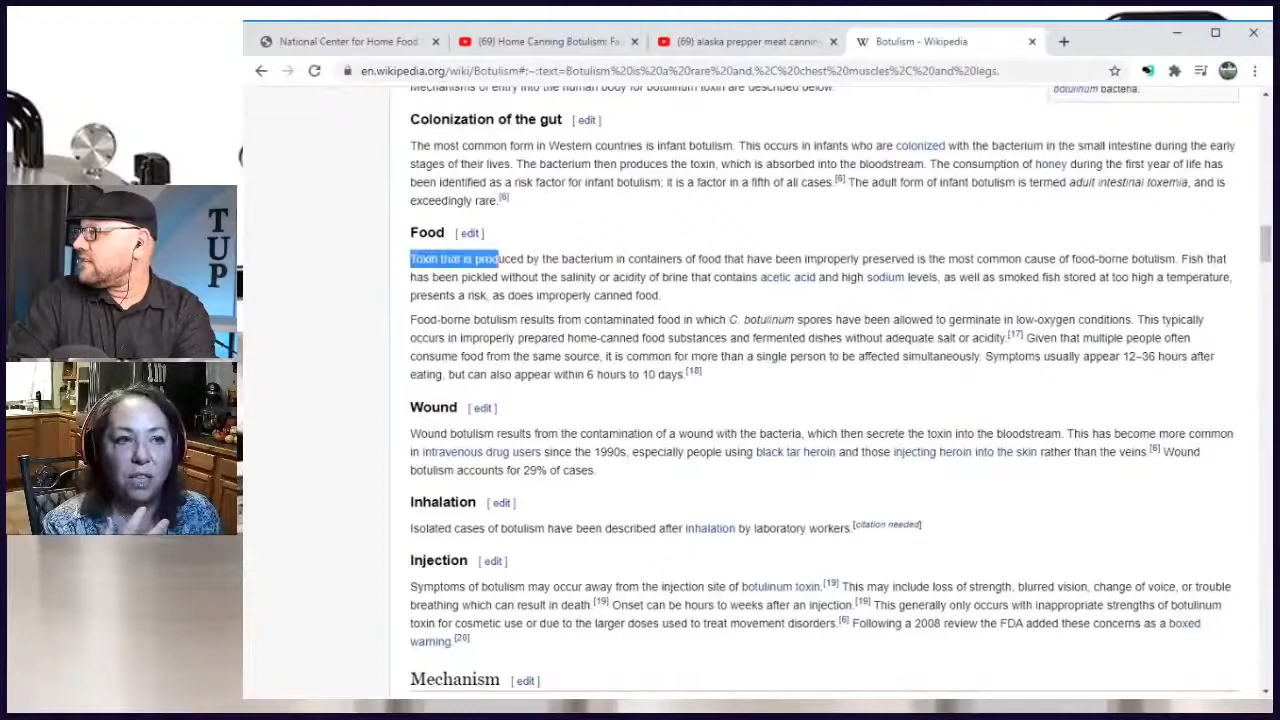 National Center for Home Food
(69) Home Canning Botulism: Fa
(69) alaska prepper meat cannin
W Botulism - Wikipedia
en.wikipedia.org/wiki/Botulism#:~:text=Botulism%20is%20a%20rare%20and,%2C%20chest%20muscles%2C%20and%20legs.
Mechanisms of entry into the human body for botulinum toxin are described below.
botulinum bacteria.
Colonization of the gut [ edit ]
The most common form in Western countries is infant botulism. This occurs in infants who are colonized with the bacterium in the small intestine during the early
stages of their lives. The bacterium then produces the toxin, which is absorbed into the bloodstream. The consumption of honey during the first year of life has
been identified as a risk factor for infant botulism; it is a factor in a fifth of all cases.[6] The adult form of infant botulism is termed adult intestinal toxemia, and is
exceedingly rare.[6]
Food [ edit ]
Toxin that is produced by the bacterium in containers of food that have been improperly preserved is the most common cause of food-borne botulism. Fish that
has been pickled without the salinity or acidity of brine that contains acetic acid and high sodium levels, as well as smoked fish stored at too high a temperature,
presents a risk, as does improperly canned food.
Food-borne botulism results from contaminated food in which C. botulinum spores have been allowed to germinate in low-oxygen conditions. This typically
occurs in improperly prepared home-canned food substances and fermented dishes without adequate salt or acidity.[17] Given that multiple people often
consume food from the same source, it is common for more than a single person to be affected simultaneously. Symptoms usually appear 12–36 hours after
eating, but can also appear within 6 hours to 10 days.[18]
Wound [ edit ]
Wound botulism results from the contamination of a wound with the bacteria, which then secrete the toxin into the bloodstream. This has become more common
in intravenous drug users since the 1990s, especially people using black tar heroin and those injecting heroin into the skin rather than the veins.[6] Wound
botulism accounts for 29% of cases.
Inhalation [ edit ]
Isolated cases of botulism have been described after inhalation by laboratory workers.[citation needed]
Injection [ edit ]
Symptoms of botulism may occur away from the injection site of botulinum toxin.[19] This may include loss of strength, blurred vision, change of voice, or trouble
breathing which can result in death.[19] Onset can be hours to weeks after an injection.[19] This generally only occurs with inappropriate strengths of botulinum
toxin for cosmetic use or due to the larger doses used to treat movement disorders.[6] Following a 2008 review the FDA added these concerns as a boxed
warning.[20]
Mechanism [ edit ]
T
U
P